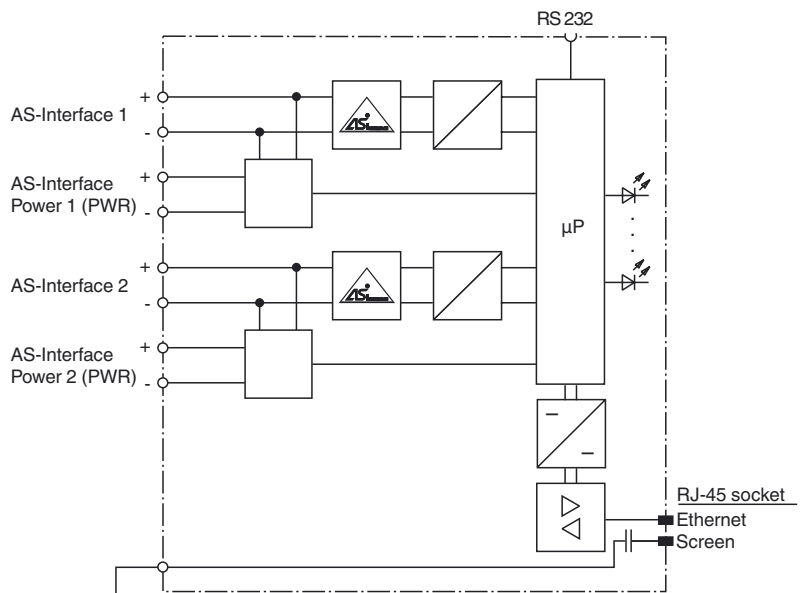 RS 232
+
AS-Interface 1
-
+
AS-Interface
Power 1 (PWR)
-
µP
+
AS-Interface 2
-
+
AS-Interface
Power 2 (PWR)
-
RJ-45 socket
Ethernet
Screen